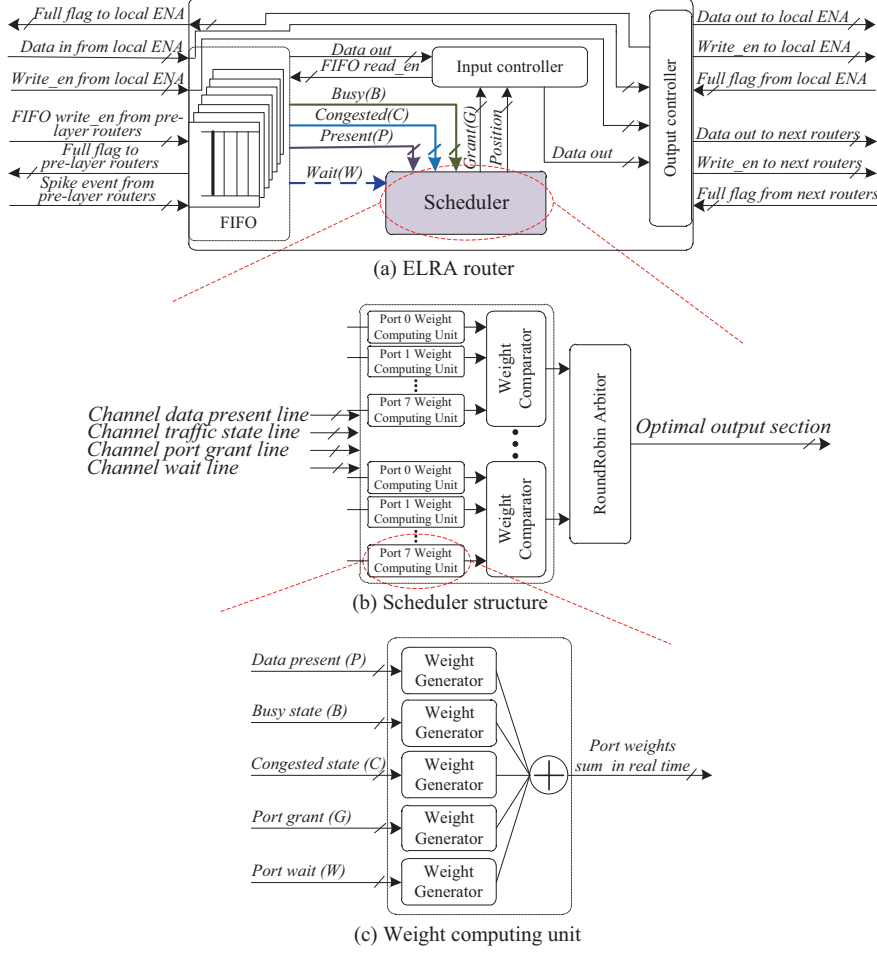 Full flag to local ENA
Data in from local ENA
Write_en from local ENA
FIFO write_en from pre-
layer routers
Full flag to
pre-layer routers
Spike event from
pre-layer routers
FIFO
Data out
FIFO read_en
Busy(B)
Congested(C)
Present(P)
Wait(W)
Input controller
Grant(G)
Position
Scheduler
Data out
Output controller
Data out to local ENA
Write_en to local ENA
Full flag from local ENA
Data out to next routers
Write_en to next routers
Full flag from next routers
(a) ELRA router
Channel data present line
Channel traffic state line
Channel port grant line
Channel wait line
Port 0 Weight
Computing Unit
Port 1 Weight
Computing Unit
Port 7 Weight
Computing Unit
Port 0 Weight
Computing Unit
Port 1 Weight
Computing Unit
Port 7 Weight
Computing Unit
Weight
Comparator
Weight
Comparator
RoundRobin Arbitor
Optimal output section
(b) Scheduler structure
Data present (P)
Busy state (B)
Congested state (C)
Port grant (G)
Port wait (W)
Weight
Generator
Weight
Generator
Weight
Generator
Weight
Generator
Weight
Generator
Port weights
sum in real time
(c) Weight computing unit